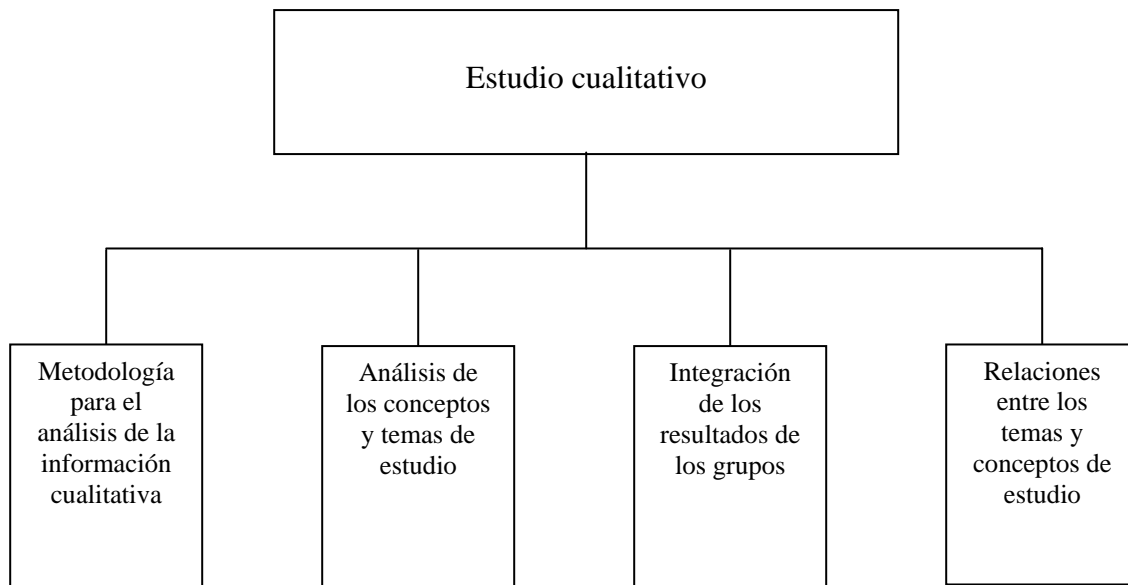 Estudio cualitativo
Metodología
para el
análisis de la
información
cualitativa
Análisis de
los conceptos
y temas de
estudio
Integración
de los
resultados de
los grupos
Relaciones
entre los
temas y
conceptos de
estudio